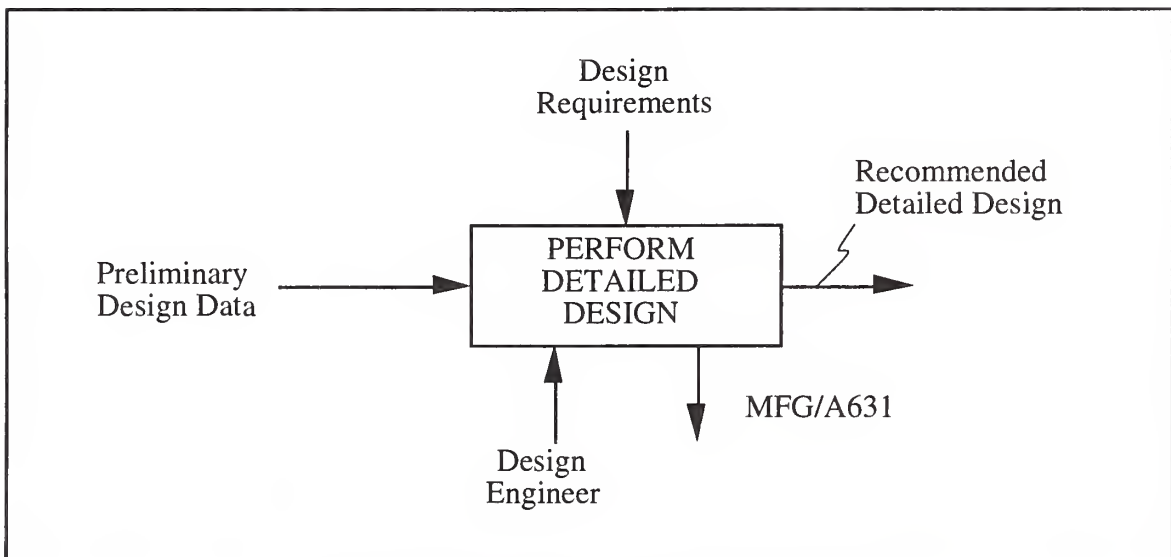 Design
Requirements
Recommended
Detailed Design
PERFORM
DETAILED
DESIGN
Preliminary
Design Data
MFG/A631
Design
Engineer